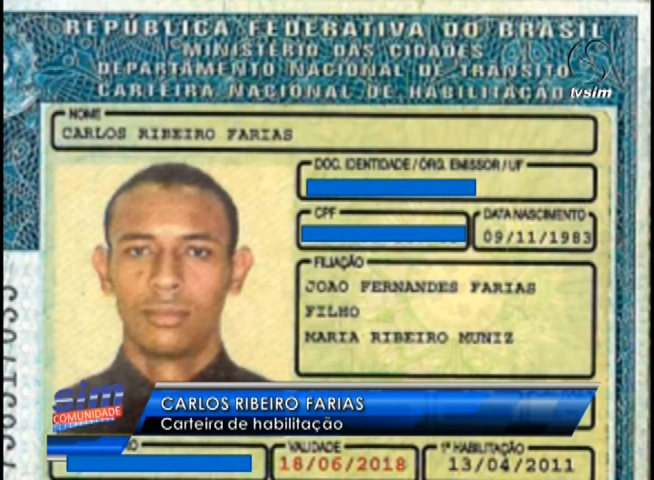 REPÚBLICA FEDERATIVA DO BRASIL
MINISTÉRIO DAS CIDADES
DEPARTAMENTO NACIONAL DE TRÂNSITO
CARTEIRA NACIONAL DE HABILITAÇÃO
tvsim
NOME
CARLOS RIBEIRO FARIAS
DOC. IDENTIDADE / ÓRG. EMISSOR / UF
CPF
DATA NASCIMENTO
09/11/1983
FILIAÇÃO
JOAO FERNANDES FARIAS
FILHO
MARIA RIBEIRO MUNIZ
sim
COMUNIDADE
CARLOS RIBEIRO FARIAS
Carteira de habilitação
VALIDADE
18/06/2018
1ª HABILITAÇÃO
13/04/2011